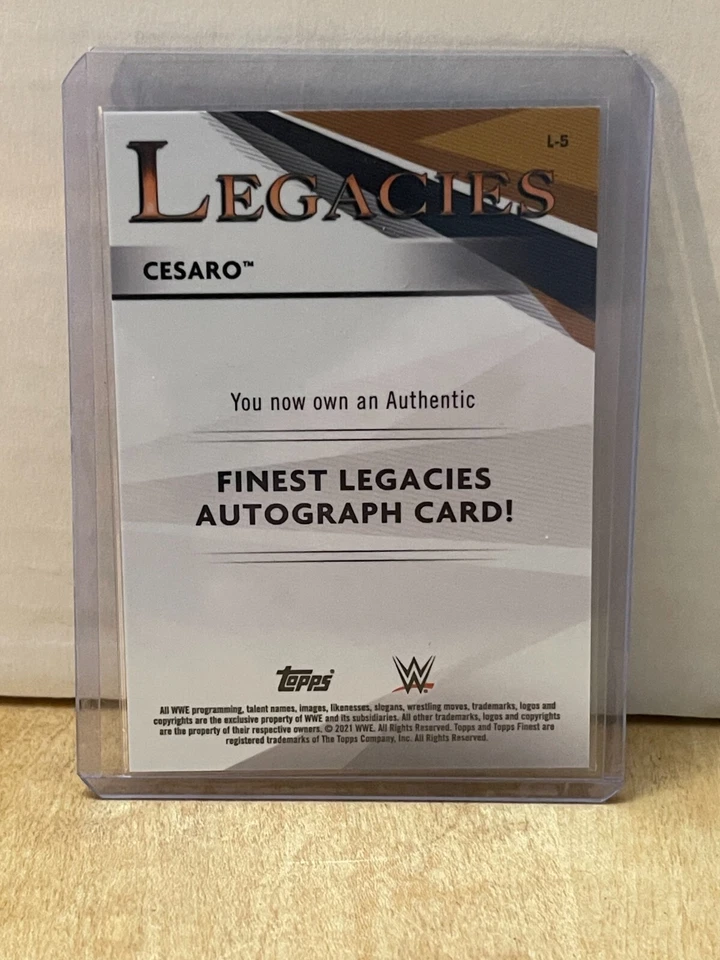 L-5
LEGACIES
CESARO™
You now own an Authentic
FINEST LEGACIES
AUTOGRAPH CARD!
Topps W
All WWE programming, talent names, images, likenesses, slogans, wrestling moves, trademarks, logos and
copyrights are the exclusive property of WWE and its subsidiaries. All other trademarks, logos and copyrights
are the property of their respective owners. © 2021 WWE. All Rights Reserved. Topps and Topps Finest are
registered trademarks of The Topps Company, Inc. All Rights Reserved.